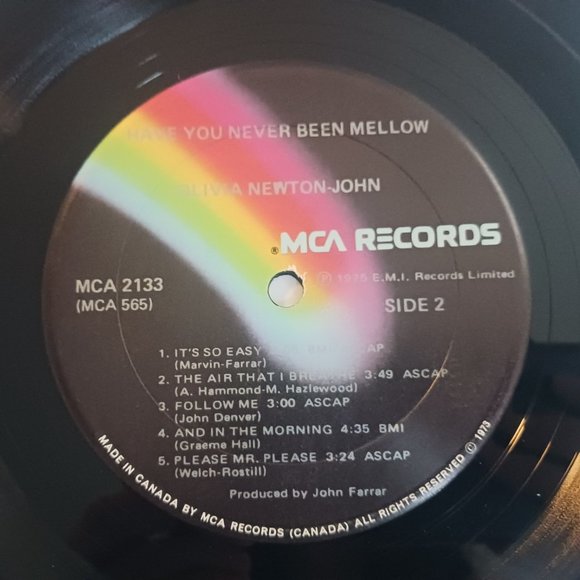 HAVE YOU NEVER BEEN MELLOW
OLIVIA NEWTON-JOHN
MCA RECORDS ®
MCA 2133
(MCA 565)
Ⓟ 1975 E.M.I. Records Limited
SIDE 2
1. IT'S SO EASY
(Marvin-Farrar)
2. THE AIR THAT I BREATHE 3:49 ASCAP
(A. Hammond-M. Hazlewood)
3. FOLLOW ME 3:00 ASCAP
(John Denver)
4. AND IN THE MORNING 4:35 BMI
(Graeme Hall)
5. PLEASE MR. PLEASE 3:24 ASCAP
(Welch-Rostill)
Produced by John Farrar
MADE IN CANADA BY MCA RECORDS (CANADA) ALL RIGHTS RESERVED © 1973